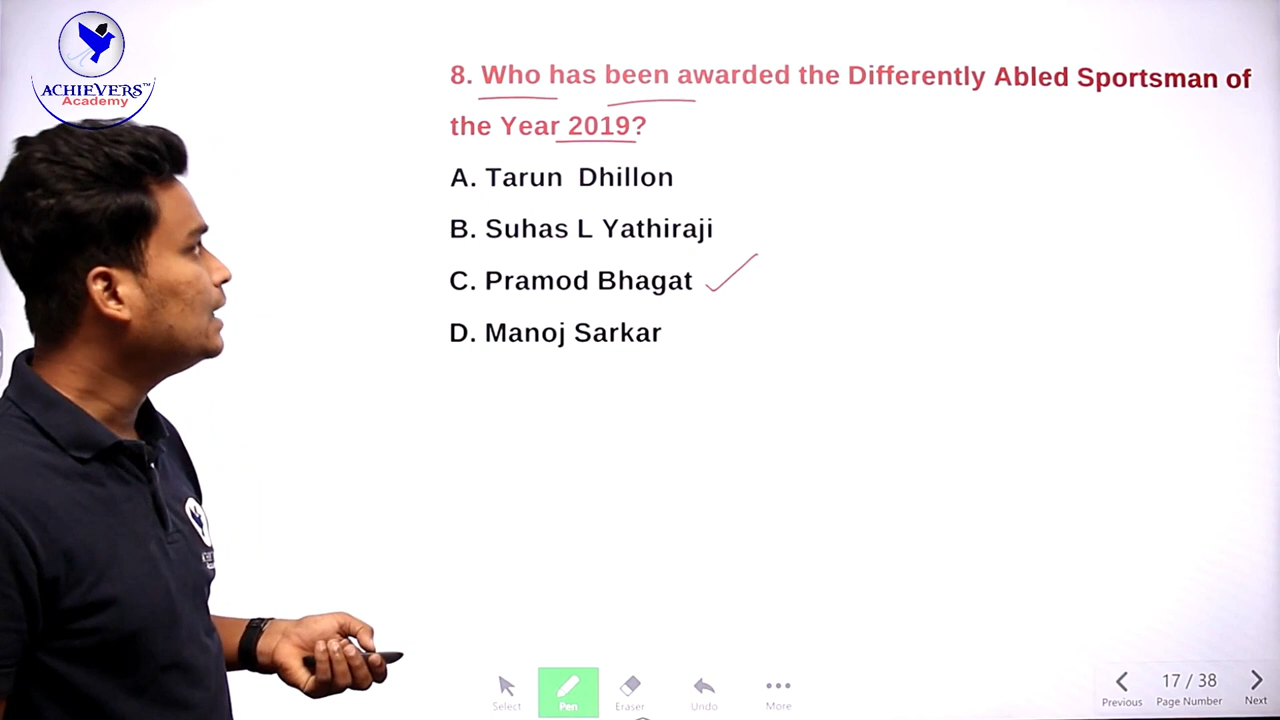 ACHIEVERS™
Academy
8. Who has been awarded the Differently Abled Sportsman of
the Year 2019?
A. Tarun Dhillon
B. Suhas L Yathiraji
C. Pramod Bhagat
D. Manoj Sarkar
Select
Pen
Eraser
Undo
More
Previous
17 / 38
Page Number
Next